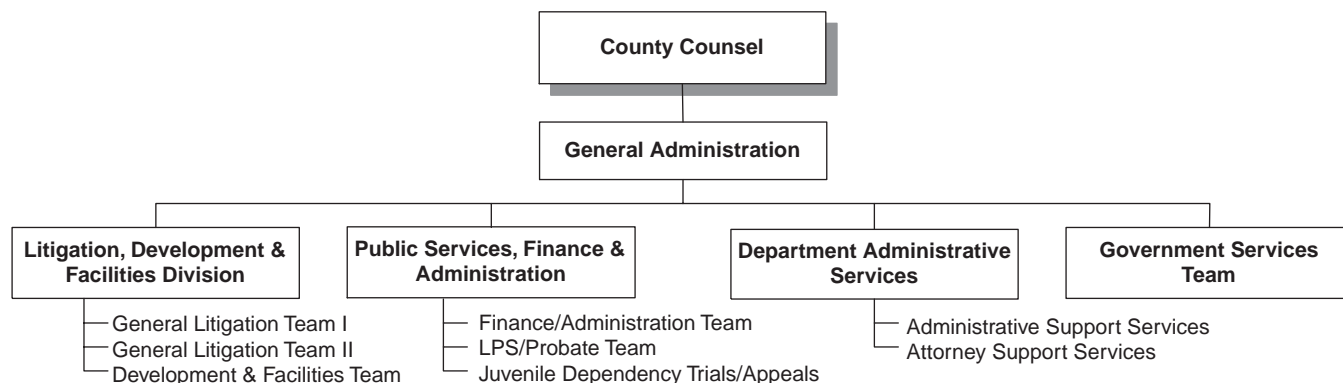 County Counsel
General Administration
Litigation, Development &
Facilities Division
General Litigation Team I
General Litigation Team II
Development & Facilities Team
Public Services, Finance &
Administration
Finance/Administration Team
LPS/Probate Team
Juvenile Dependency Trials/Appeals
Department Administrative
Services
Administrative Support Services
Attorney Support Services
Government Services
Team